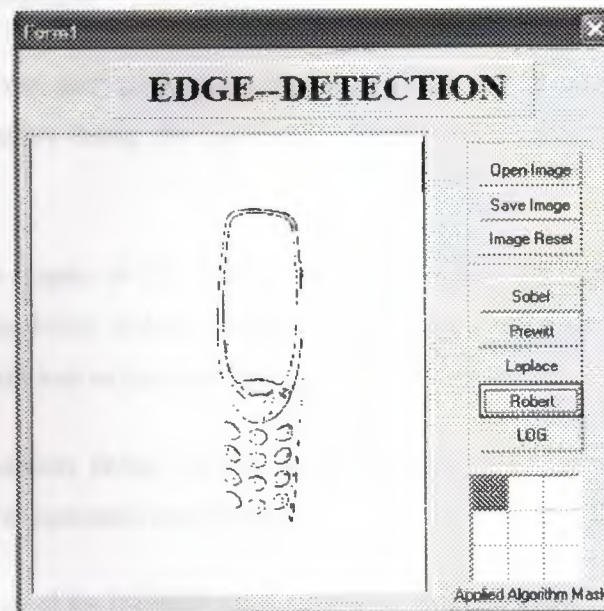 Form1
EDGE--DETECTION
Open Image
Save Image
Image Reset
Sobel
Prewitt
Laplace
Robert
LOG
Applied Algorithm Mask